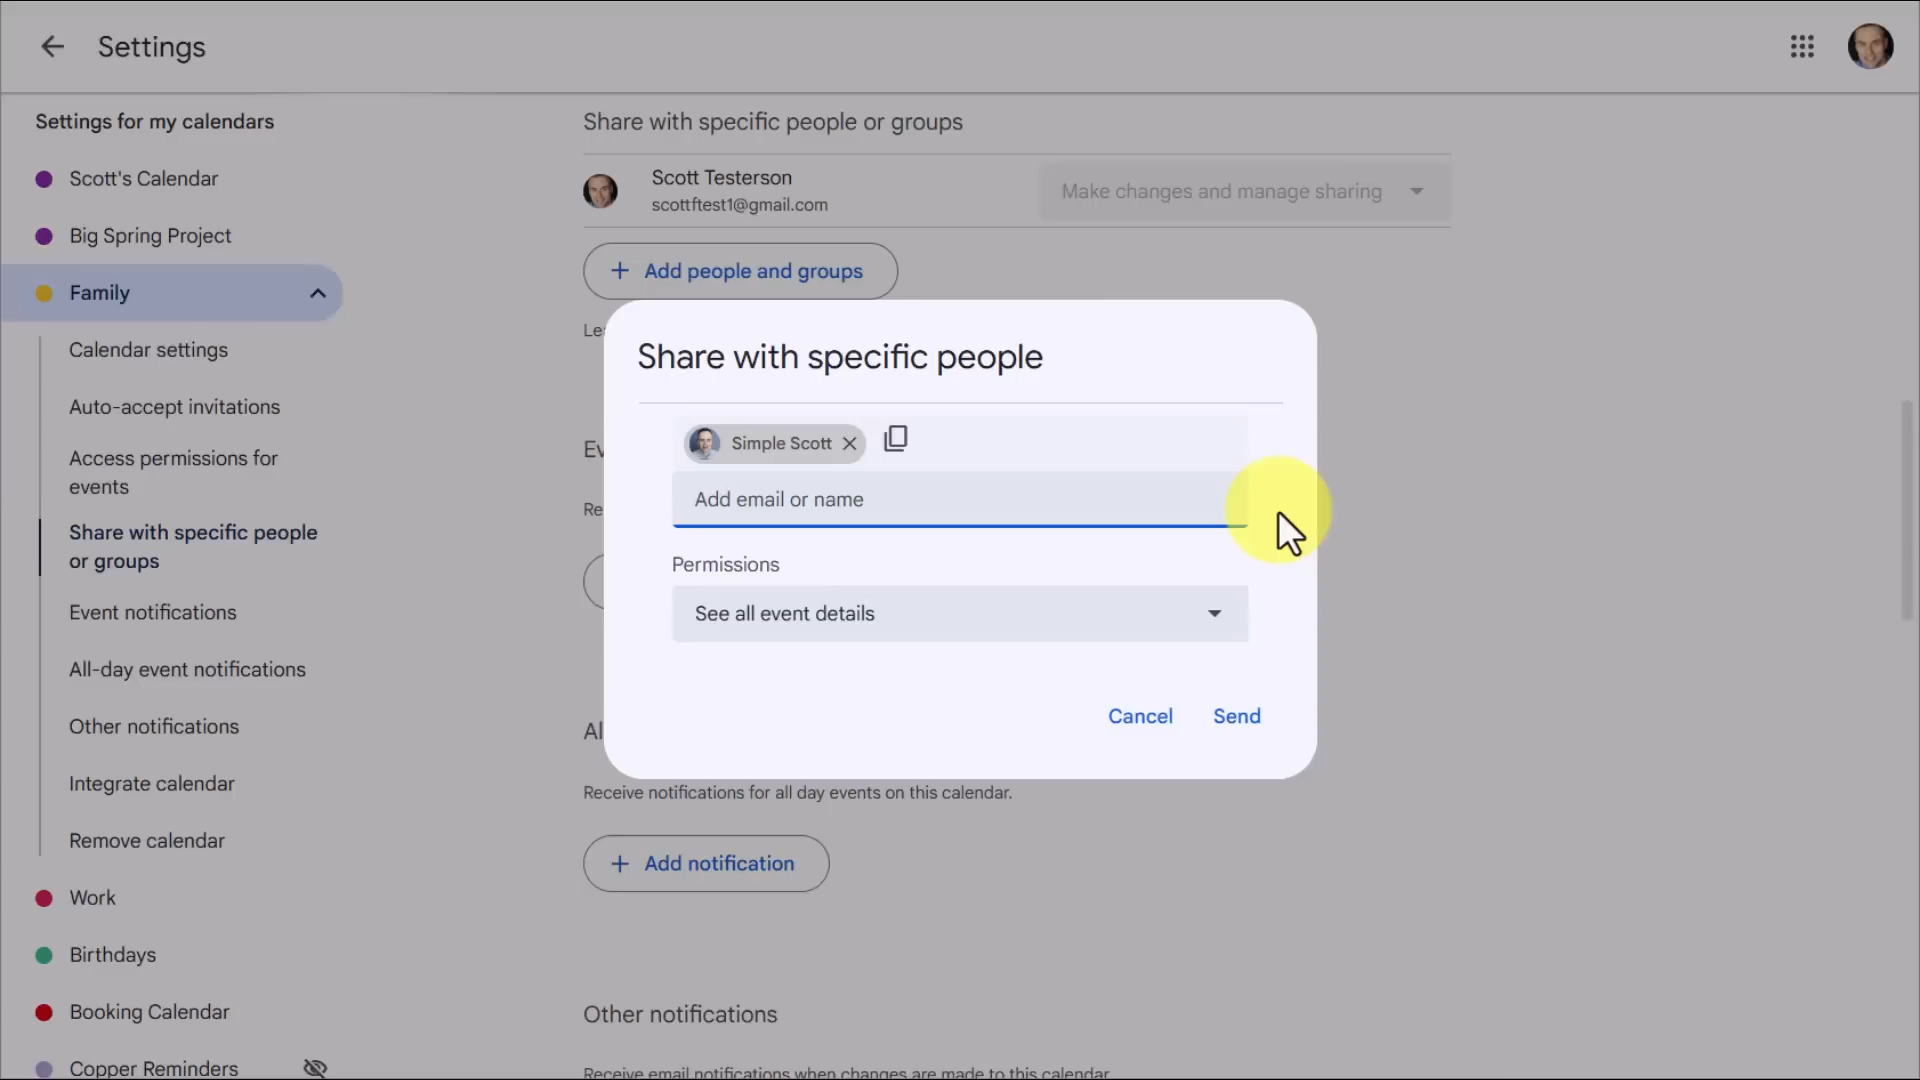 Settings
Settings for my calendars
Scott's Calendar
Big Spring Project
Family
Calendar settings
Auto-accept invitations
Access permissions for
events
Share with specific people
or groups
Event notifications
All-day event notifications
Other notifications
Integrate calendar
Remove calendar
Work
Birthdays
Booking Calendar
Copper Reminders
Share with specific people or groups
Scott Testerson
scottftest1@gmail.com
Make changes and manage sharing
+ Add people and groups
Le
Ev
Re
Al
Share with specific people
Simple Scott
Add email or name
Permissions
See all event details
Cancel
Send
Receive notifications for all day events on this calendar.
+ Add notification
Other notifications
Receive email notifications when changes are made to this calendar.